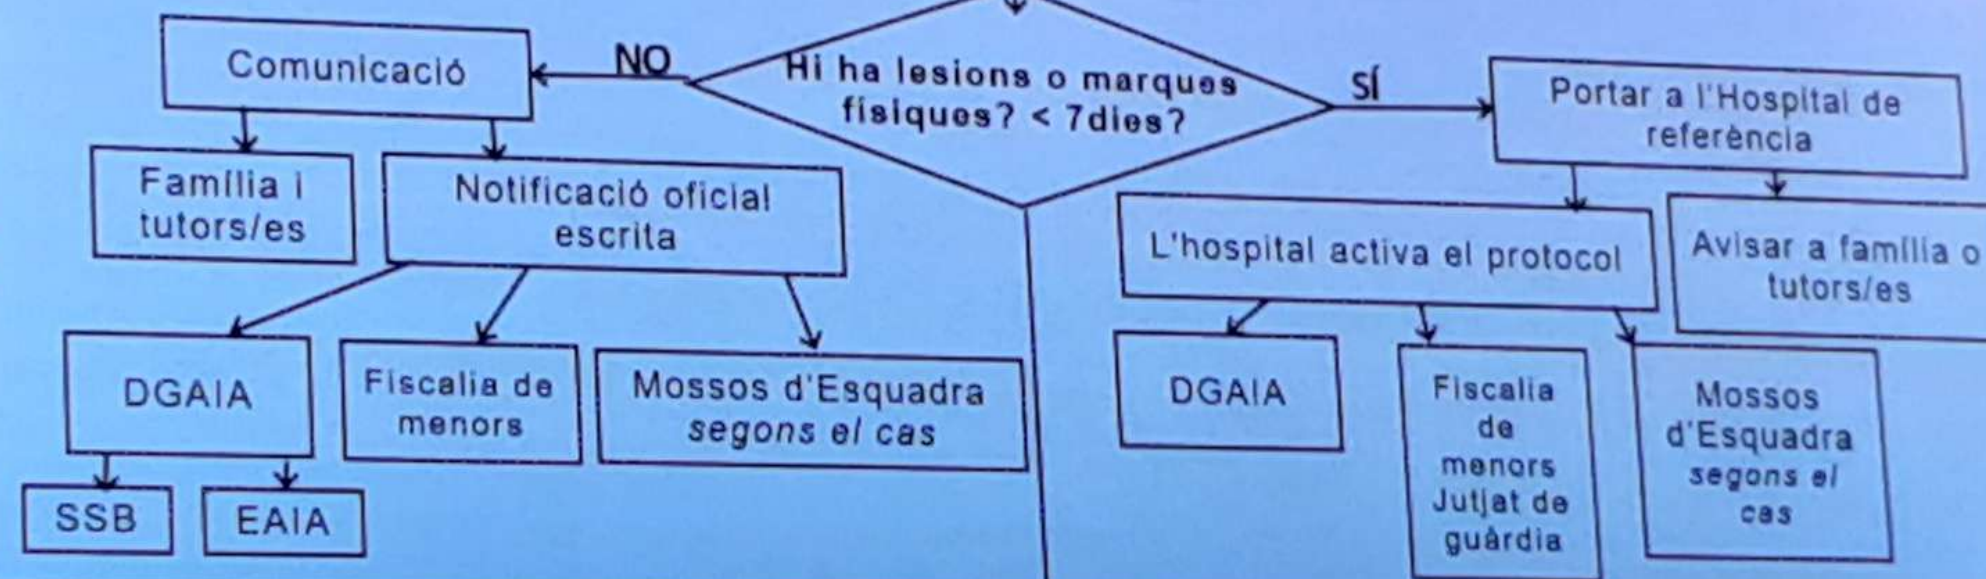 Comunicació
NO
Hi ha lesions o marques
físiques? < 7dies?
SÍ
Portar a l'Hospital de
referència
Família i
tutors/es
Notificació oficial
escrita
L'hospital activa el protocol
Avisar a família o
tutors/es
DGAIA
Fiscalia de
menors
Mossos d'Esquadra
segons el cas
DGAIA
Fiscalia
de
menors
Jutjat de
guàrdia
Mossos
d'Esquadra
segons el
cas
SSB
EAIA